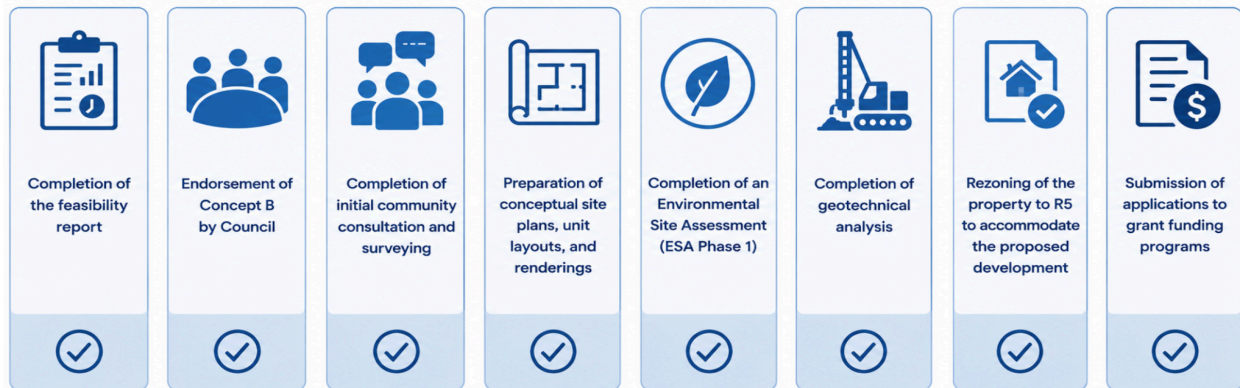 Completion of
the feasibility
report
Endorsement of
Concept B
by Council
Completion of
initial community
consultation and
surveying
Preparation of
conceptual site
plans, unit
layouts, and
renderings
Completion of an
Environmental
Site Assessment
(ESA Phase 1)
Completion of
geotechnical
analysis
Rezoning of the
property to R5
to accommodate
the proposed
development
$
Submission of
applications to
grant funding
programs